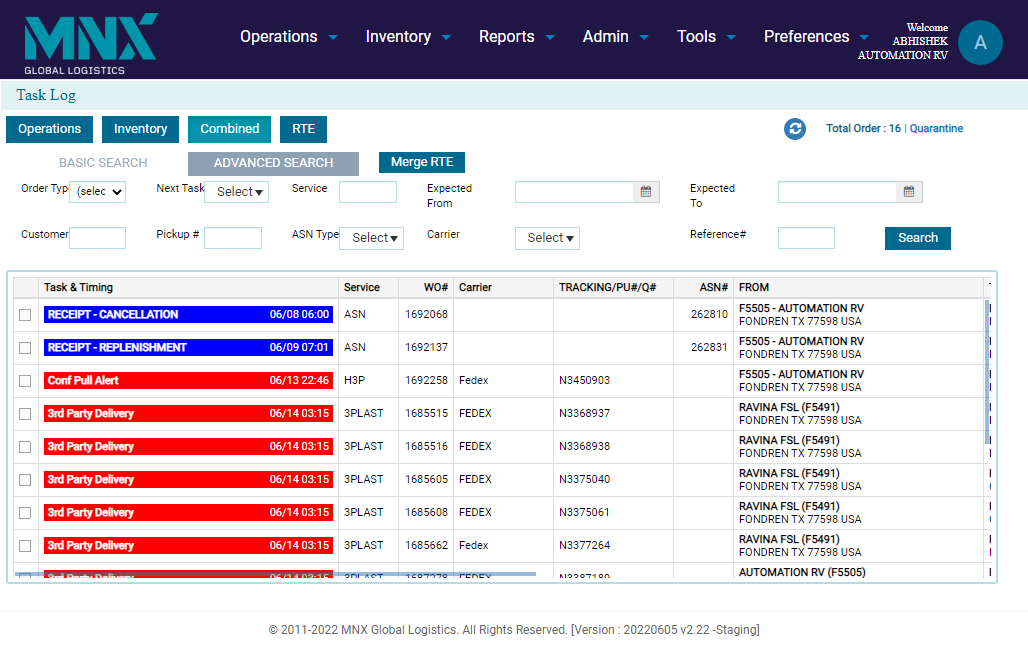 MNX
GLOBAL LOGISTICS
Operations Inventory Reports Admin Tools Preferences
Welcome
ABHISHEK
AUTOMATION RV
A
Task Log
Operations Inventory Combined RTE
Total Order : 16 | Quarantine
BASIC SEARCH ADVANCED SEARCH Merge RTE
Order Typ (selec Next Task Select Service Expected From Expected To
Customer Pickup # ASN Type Select Carrier Select Reference# Search
Task & Timing Service WO# Carrier TRACKING/PU#/Q# ASN# FROM
RECEIPT - CANCELLATION 06/08 06:00 ASN 1692068 262810 F5505 - AUTOMATION RV
FONDREN TX 77598 USA
RECEIPT - REPLENISHMENT 06/09 07:01 ASN 1692137 262831 F5505 - AUTOMATION RV
FONDREN TX 77598 USA
Conf Pull Alert 06/13 22:46 H3P 1692258 Fedex N3450903 F5505 - AUTOMATION RV
FONDREN TX 77598 USA
3rd Party Delivery 06/14 03:15 3PLAST 1685515 FEDEX N3368937 RAVINA FSL (F5491)
FONDREN TX 77598 USA
3rd Party Delivery 06/14 03:15 3PLAST 1685516 FEDEX N3368938 RAVINA FSL (F5491)
FONDREN TX 77598 USA
3rd Party Delivery 06/14 03:15 3PLAST 1685605 FEDEX N3375040 RAVINA FSL (F5491)
FONDREN TX 77598 USA
3rd Party Delivery 06/14 03:15 3PLAST 1685608 FEDEX N3375061 RAVINA FSL (F5491)
FONDREN TX 77598 USA
3rd Party Delivery 06/14 03:15 3PLAST 1685662 Fedex N3377264 RAVINA FSL (F5491)
FONDREN TX 77598 USA
3rd Party Delivery 06/14 03:15 3PLAST 1687278 FEDEX N3387189 AUTOMATION RV (F5505)
© 2011-2022 MNX Global Logistics. All Rights Reserved. [Version : 20220605 v2.22 -Staging]